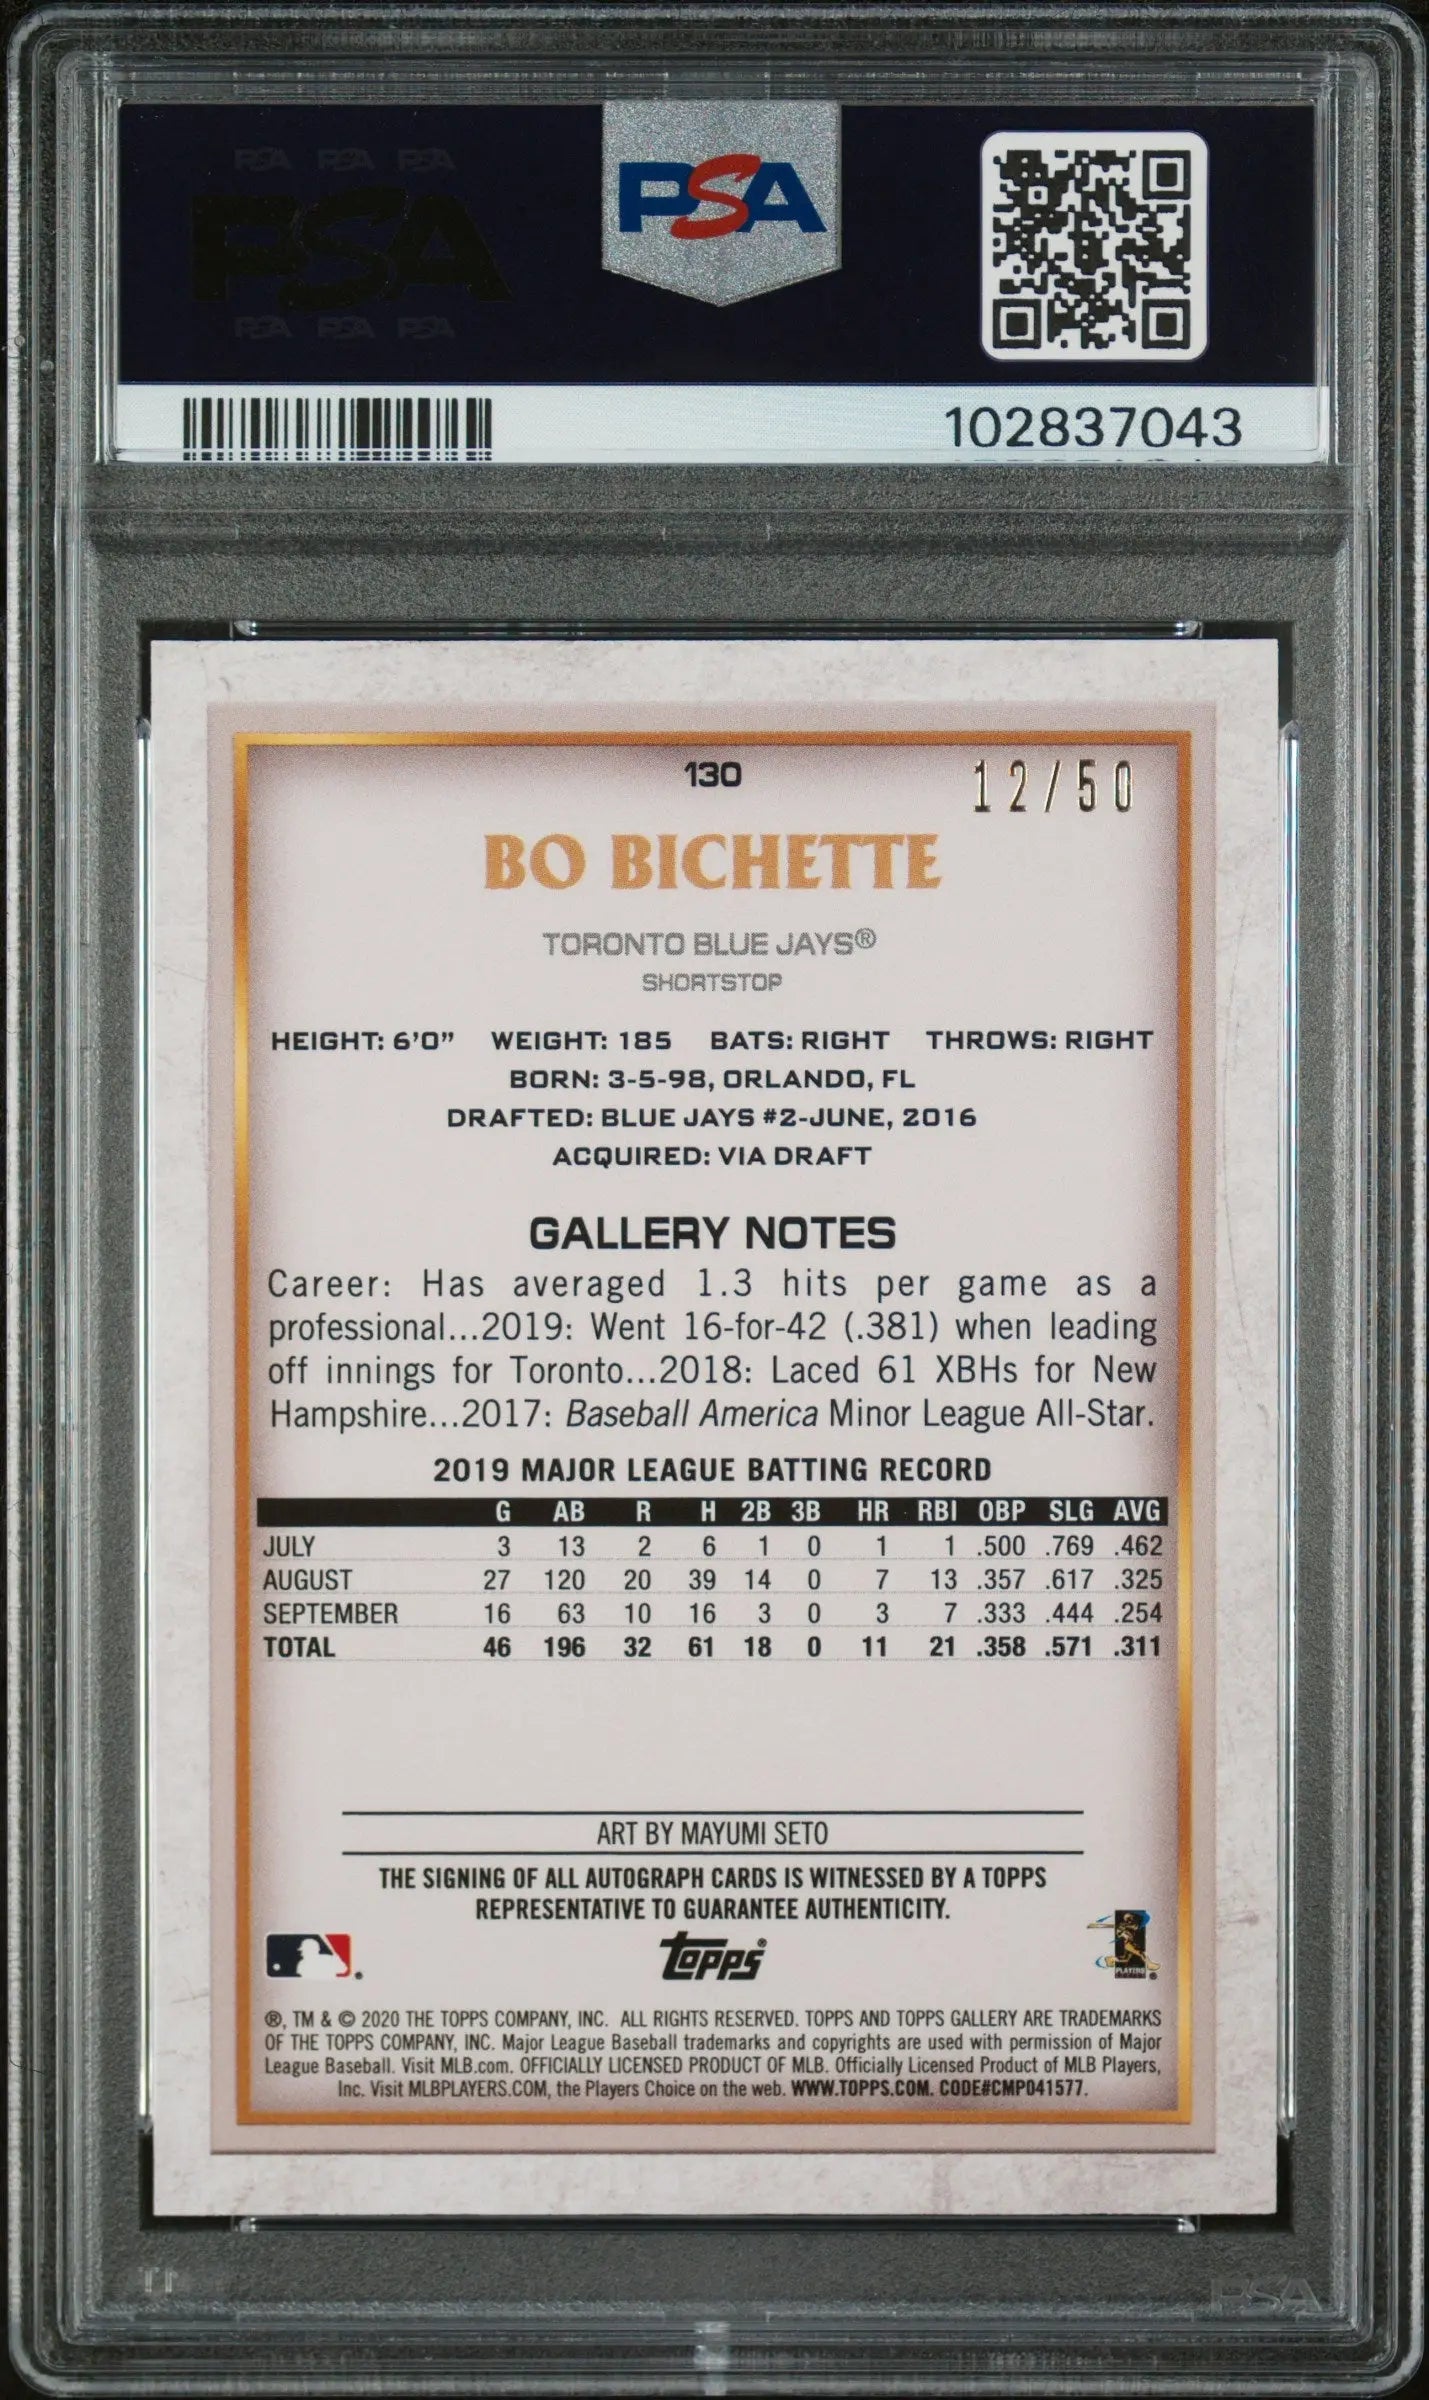 PSA PSA PSA
PSA
PSA PSA PSA
PSA
102837043
130
12/50
BO BICHETTE
TORONTO BLUE JAYS®
SHORTSTOP
HEIGHT: 6'0" WEIGHT: 185 BATS: RIGHT THROWS: RIGHT
BORN: 3-5-98, ORLANDO, FL
DRAFTED: BLUE JAYS #2-JUNE, 2016
ACQUIRED: VIA DRAFT
GALLERY NOTES
Career: Has averaged 1.3 hits per game as a
professional...2019: Went 16-for-42 (.381) when leading
off innings for Toronto...2018: Laced 61 XBHs for New
Hampshire...2017: Baseball America Minor League All-Star.
2019 MAJOR LEAGUE BATTING RECORD
G AB R H 2B 3B HR RBI OBP SLG AVG
JULY 3 13 2 6 1 0 1 1 .500 .769 .462
AUGUST 27 120 20 39 14 0 7 13 .357 .617 .325
SEPTEMBER 16 63 10 16 3 0 3 7 .333 .444 .254
TOTAL 46 196 32 61 18 0 11 21 .358 .571 .311
ART BY MAYUMI SETO
THE SIGNING OF ALL AUTOGRAPH CARDS IS WITNESSED BY A TOPPS
REPRESENTATIVE TO GUARANTEE AUTHENTICITY.
topps®
PLAYERS
®, TM & © 2020 THE TOPPS COMPANY, INC. ALL RIGHTS RESERVED. TOPPS AND TOPPS GALLERY ARE TRADEMARKS
OF THE TOPPS COMPANY, INC. Major League Baseball trademarks and copyrights are used with permission of Major
League Baseball. Visit MLB.com. OFFICIALLY LICENSED PRODUCT OF MLB. Officially Licensed Product of MLB Players,
Inc. Visit MLBPLAYERS.COM, the Players Choice on the web. WWW.TOPPS.COM. CODE#CMP041577.
PSA